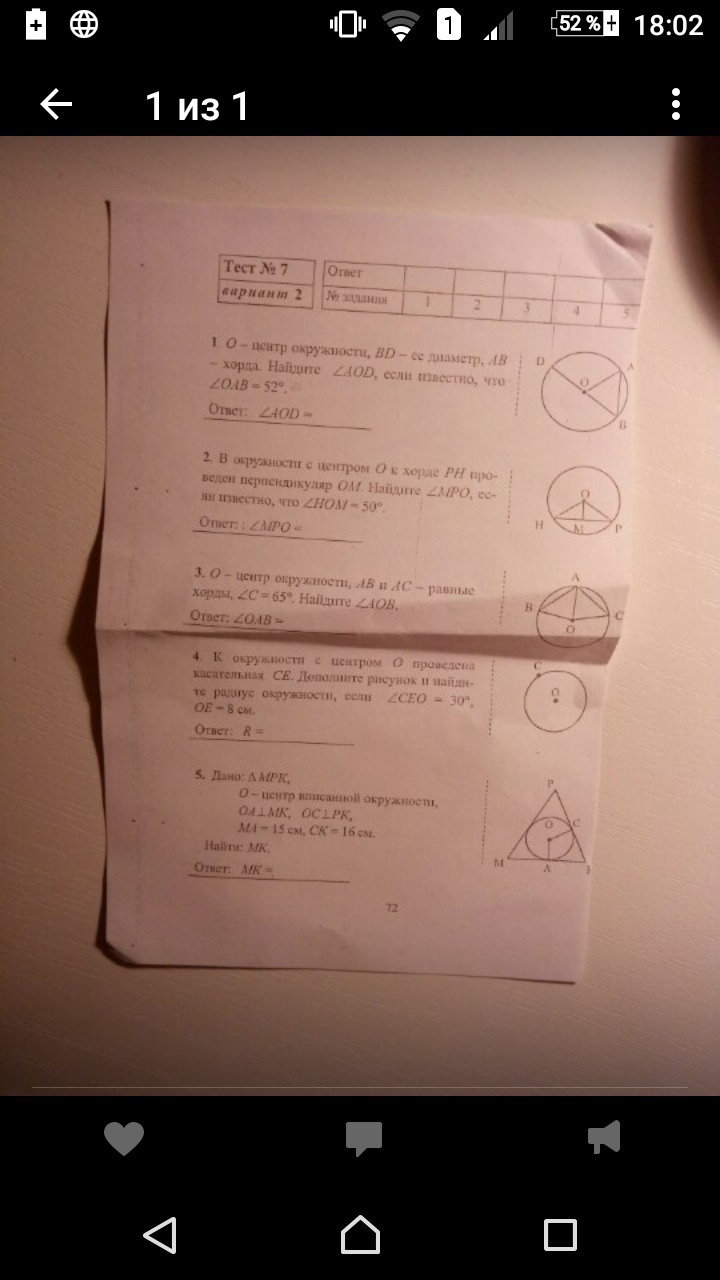 52 %
1
18:02
1 из 1
Тест № 7
вариант 2
Ответ
№ задания 1 2 3 4 5
1. О – центр окружности, BD – ее диаметр, AB
– хорда. Найдите ∠AOD, если известно, что
∠OAB = 52°.
Ответ: ∠AOD =
D
A
O
B
2. В окружности с центром О к хорде PH про-
веден перпендикуляр OM. Найдите ∠MPO, ес-
ли известно, что ∠HOM = 50°.
Ответ: : ∠MPO =
O
H
M
P
3. О – центр окружности, AB и AC – равные
хорды, ∠C = 65°. Найдите ∠AOB.
Ответ: ∠OAB =
A
B
C
O
4. К окружности с центром О проведена
касательная CE. Дополните рисунок и найди-
те радиус окружности, если ∠CEO = 30°,
OE = 8 см.
Ответ: R =
C
O
5. Дано: Δ MPK,
О – центр вписанной окружности,
OA⊥MK, OC⊥PK,
MA = 15 см, CK = 16 см.
Найти: MK.
Ответ: MK =
P
O
C
M
A
72